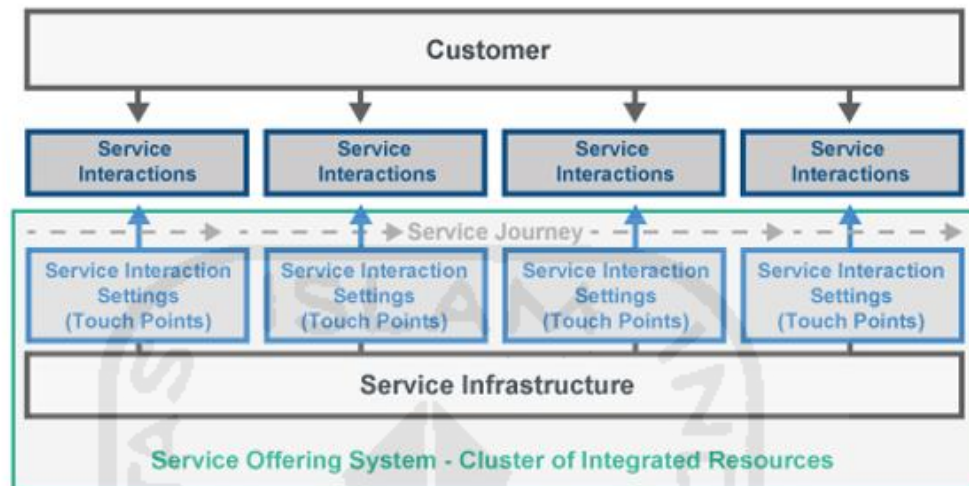 Customer
Service
Interactions
Service
Interactions
Service
Interactions
Service
Interactions
Service Journey
Service Interaction
Settings
(Touch Points)
Service Interaction
Settings
(Touch Points)
Service Interaction
Settings
(Touch Points)
Service Interaction
Settings
(Touch Points)
ISLAM
Service Infrastructure
Service Offering System - Cluster of Integrated Resources